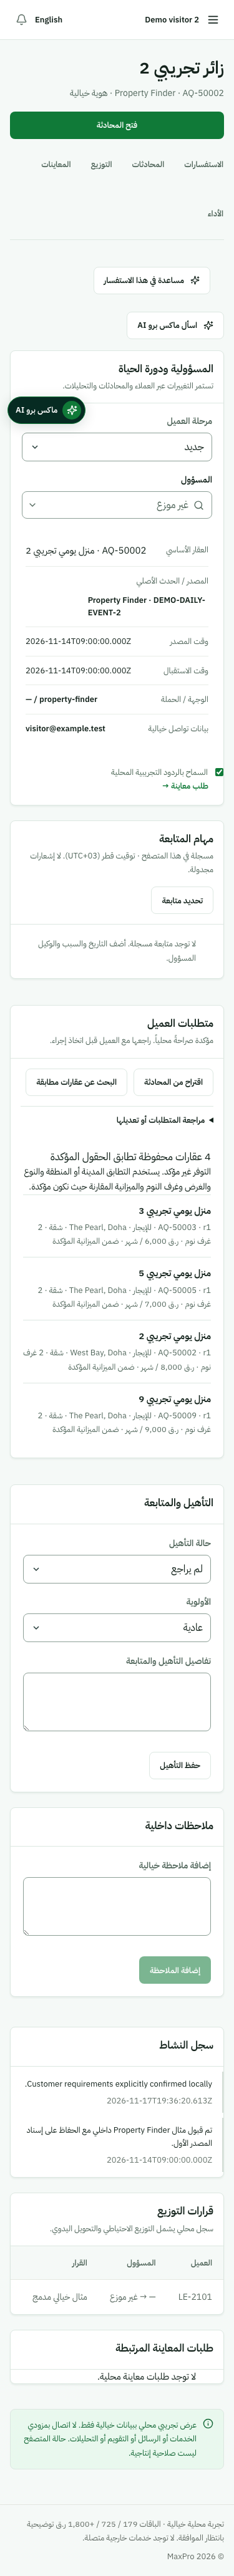 Demo visitor 2
English
زائر تجريبي 2
Property Finder · AQ-50002 · هوية خيالية
فتح المحادثة
الاستفسارات
المحادثات
التوزيع
المعاينات
الأداء
مساعدة في هذا الاستفسار
اسأل ماكس برو AI
المسؤولية ودورة الحياة
تستمر التغييرات عبر العملاء والمحادثات والتحليلات.
ماكس برو AI
مرحلة العميل
جديد
المسؤول
غير موزع
العقار الأساسي
AQ-50002 · منزل يومي تجريبي 2
المصدر / الحدث الأصلي
Property Finder · DEMO-DAILY-
EVENT-2
وقت المصدر
2026-11-14T09:00:00.000Z
وقت الاستقبال
2026-11-14T09:00:00.000Z
الوجهة / الحملة
— / property-finder
بيانات تواصل خيالية
visitor@example.test
السماح بالردود التجريبية المحلية
طلب معاينة →
مهام المتابعة
مسجلة في هذا المتصفح · توقيت قطر (UTC+03). لا إشعارات
مجدولة.
تحديد متابعة
لا توجد متابعة مسجلة. أضف التاريخ والسبب والوكيل
المسؤول.
متطلبات العميل
مؤكدة صراحةً محلياً. راجعها مع العميل قبل اتخاذ إجراء.
اقتراح من المحادثة
البحث عن عقارات مطابقة
مراجعة المتطلبات أو تعديلها
4 عقارات محفوظة تطابق الحقول المؤكدة
التوفر غير مؤكد. يستخدم التطابق المدينة أو المنطقة والنوع
والغرض وغرف النوم والميزانية المقارنة حيث تكون مؤكدة.
منزل يومي تجريبي 3
AQ-50003 · r1 · للإيجار · The Pearl, Doha · شقة · 2
غرف نوم · ر.ق 6,000 / شهر · ضمن الميزانية المؤكدة
منزل يومي تجريبي 5
AQ-50005 · r1 · للإيجار · The Pearl, Doha · شقة · 2
غرف نوم · ر.ق 7,000 / شهر · ضمن الميزانية المؤكدة
منزل يومي تجريبي 2
AQ-50002 · r1 · للإيجار · West Bay, Doha · شقة · 2 غرف
نوم · ر.ق 8,000 / شهر · ضمن الميزانية المؤكدة
منزل يومي تجريبي 9
AQ-50009 · r1 · للإيجار · The Pearl, Doha · شقة · 2
غرف نوم · ر.ق 9,000 / شهر · ضمن الميزانية المؤكدة
التأهيل والمتابعة
حالة التأهيل
لم يراجع
الأولوية
عادية
تفاصيل التأهيل والمتابعة
حفظ التأهيل
ملاحظات داخلية
إضافة ملاحظة خيالية
إضافة الملاحظة
سجل النشاط
Customer requirements explicitly confirmed locally.
2026-11-17T19:36:20.613Z
تم قبول مثال Property Finder داخلي مع الحفاظ على إسناد
المصدر الأول.
2026-11-14T09:00:00.000Z
قرارات التوزيع
سجل محلي يشمل التوزيع الاحتياطي والتحويل اليدوي.
العميل
المسؤول
القرار
LE-2101
— → غير موزع
مثال خيالي مدمج
طلبات المعاينة المرتبطة
لا توجد طلبات معاينة محلية.
عرض تجريبي محلي ببيانات خيالية فقط. لا اتصال بمزودي
الخدمات أو الرسائل أو التقويم أو التحليلات. حالة المتصفح
ليست صلاحية إنتاجية.
تجربة محلية خيالية · الباقات 179 / 725 / +1,800 ر.ق توضيحية
بانتظار الموافقة. لا توجد خدمات خارجية متصلة.
MaxPro 2026 ©